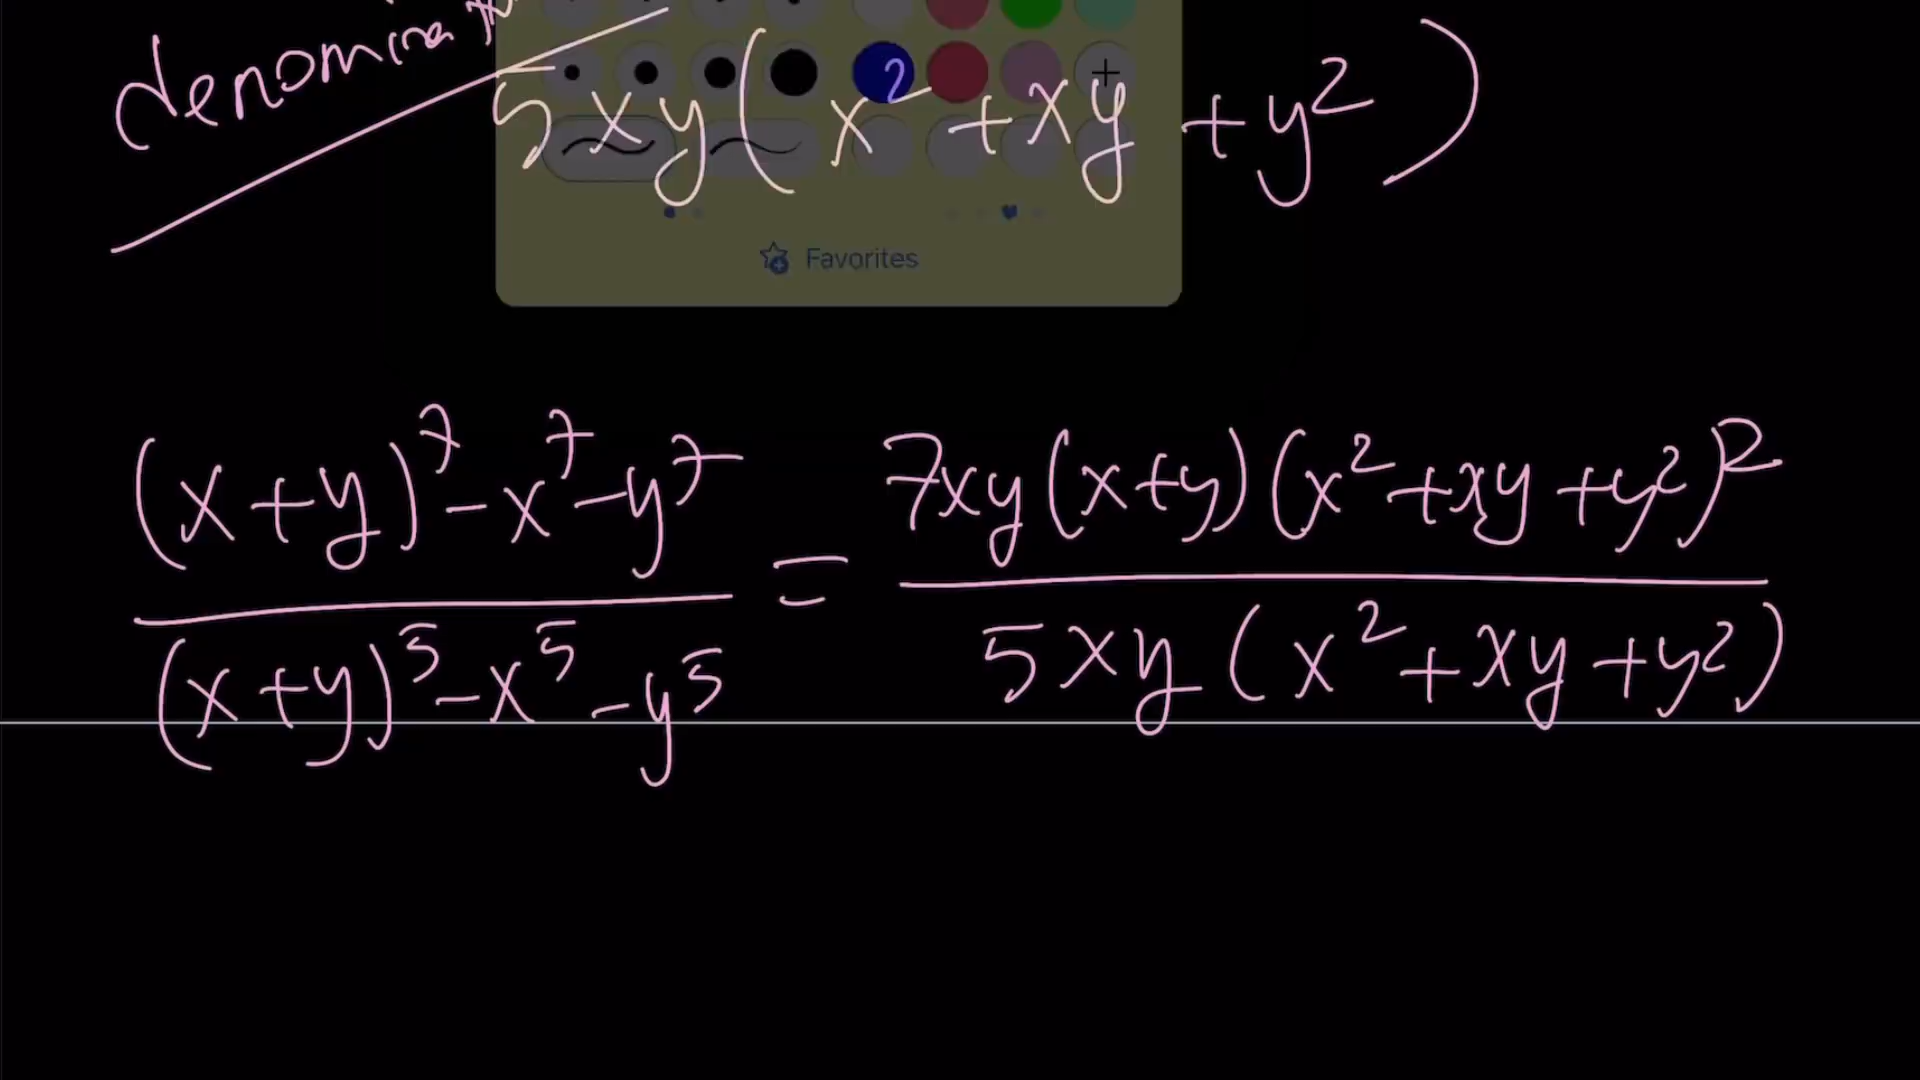 denominat
5xy(x²+xy+y²)
Favorites
(x+y)⁷-x⁷-y⁷ / (x+y)⁵-x⁵-y⁵ = 7xy(x+y)(x²+xy+y²)² / 5xy(x²+xy+y²)